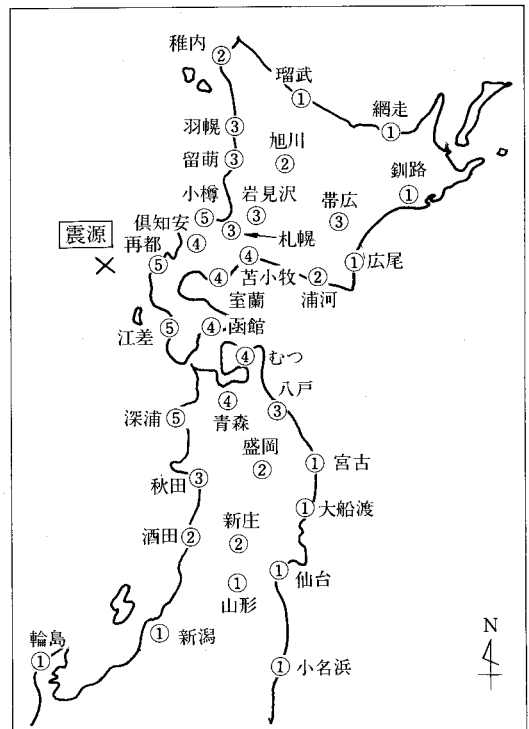 稚内
②
瑠武
①
網走
①
羽幌 ③
旭川
②
留萌 ③
釧路
①
小樽
⑤
岩見沢
③
帯広
③
倶知安
④
③ 札幌
震源
再都
⑤
④
苫小牧
②
浦河
① 広尾
④
室蘭
江差 ⑤
④ 函館
④ むつ
八戸
③
④
青森
深浦 ⑤
盛岡
②
① 宮古
秋田 ③
① 大船渡
酒田 ②
新庄
②
① 仙台
①
山形
① 新潟
輪島
①
① 小名浜
N